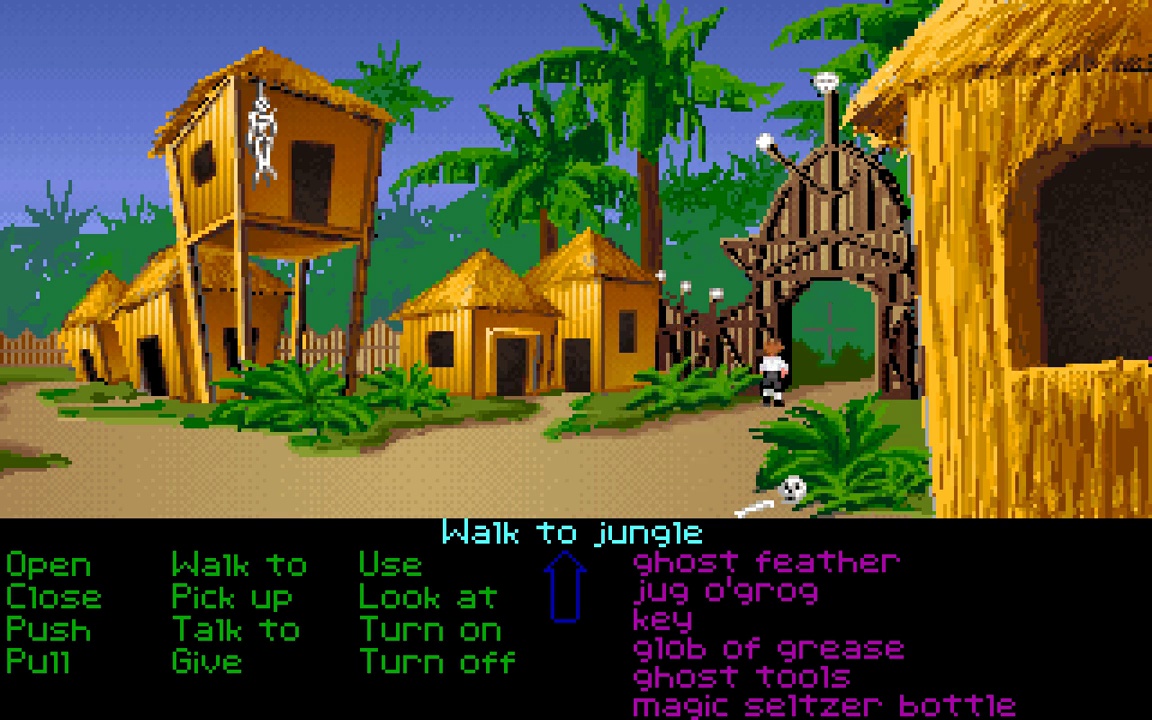 Walk to jungle
Open Walk to Use
Close Pick up Look at
Push Talk to Turn on
Pull Give Turn off
ghost feather
jug o'grog
key
glob of grease
ghost tools
magic seltzer bottle